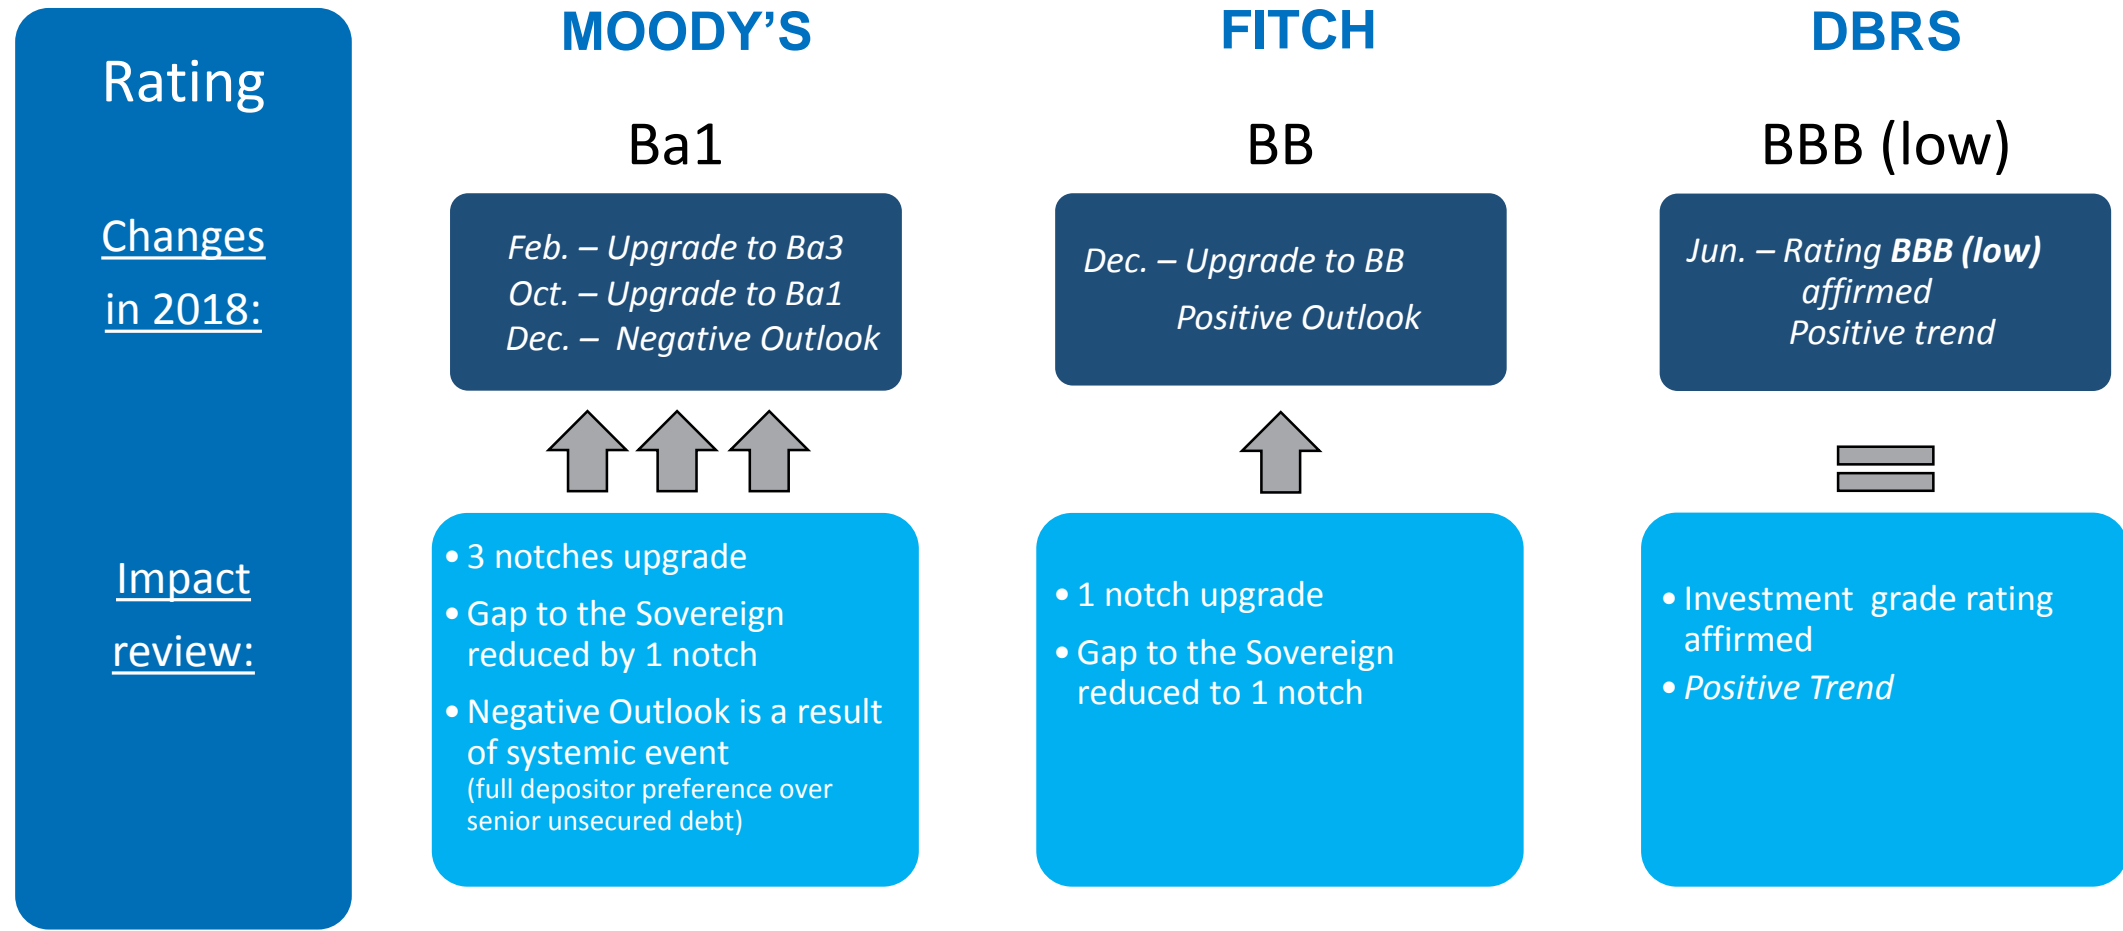 Rating
Changes
in 2018:
Impact
review:
MOODY’S
Ba1
Feb. – Upgrade to Ba3
Oct. – Upgrade to Ba1
Dec. – Negative Outlook
• 3 notches upgrade
• Gap to the Sovereign
reduced by 1 notch
• Negative Outlook is a result
of systemic event
(full depositor preference over
senior unsecured debt)
FITCH
BB
Dec. – Upgrade to BB
Positive Outlook
• 1 notch upgrade
• Gap to the Sovereign
reduced to 1 notch
DBRS
BBB (low)
Jun. – Rating BBB (low)
affirmed
Positive trend
• Investment grade rating
affirmed
• Positive Trend